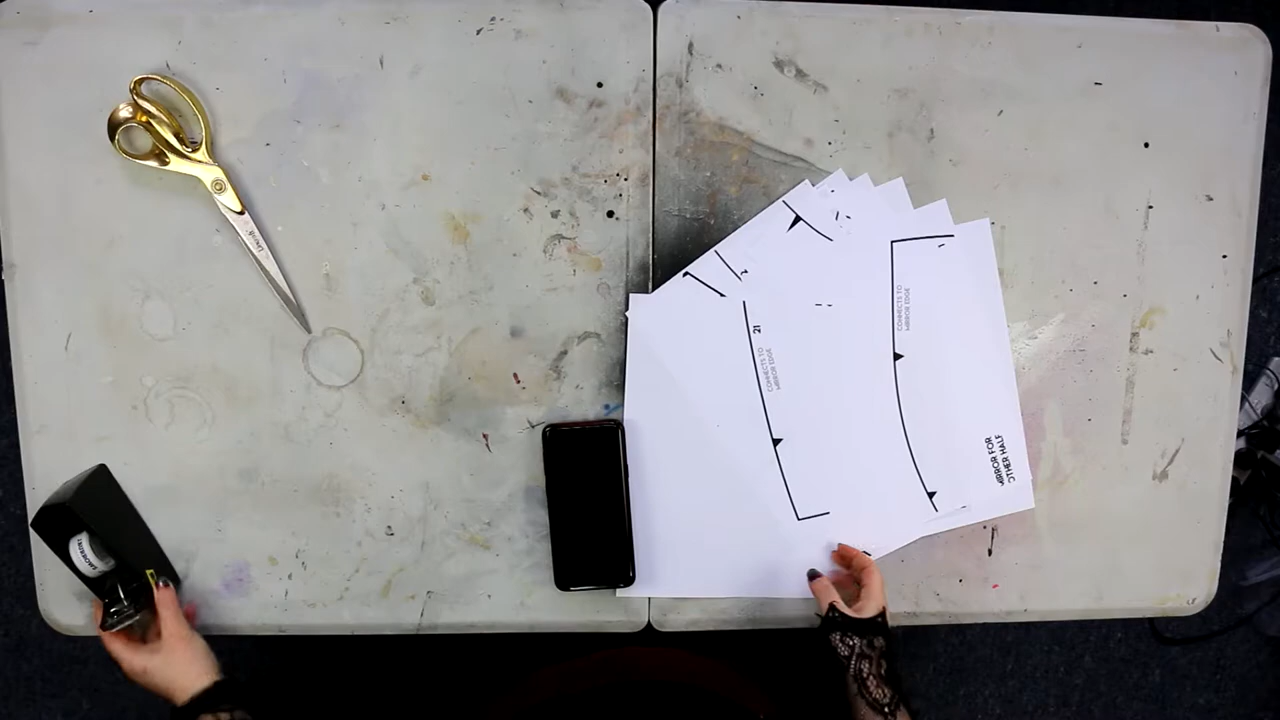 21
CONNECTS TO
MIRROR EDGE
CONNECTS TO
MIRROR EDGE
MIRROR FOR
OTHER HALF